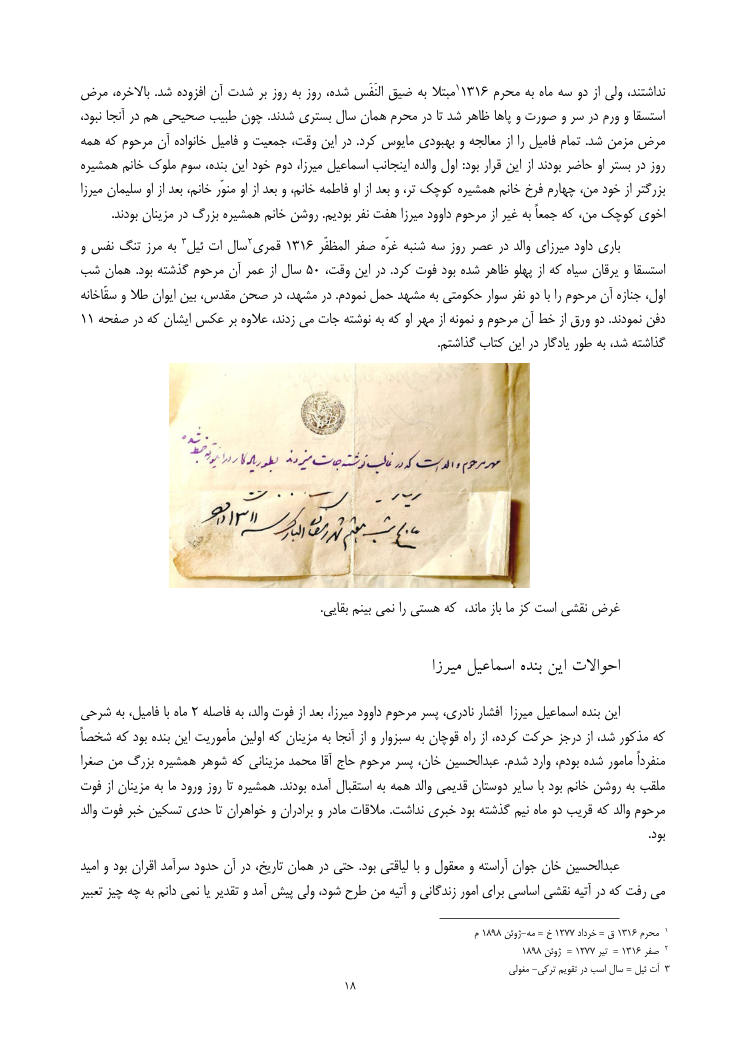 نداشتند، ولی از دو سه ماه به محرم ۱۳۱۶¹مبتلا به ضیق النَفَس شده، روز به روز بر شدت آن افزوده شد. بالاخره، مرض
استسقا و ورم در سر و صورت و پاها ظاهر شد تا در محرم همان سال بستری شدند. چون طبیب صحیحی هم در آنجا نبود،
مرض مزمن شد. تمام فامیل را از معالجه و بهبودی مایوس کرد. در این وقت، جمعیت و فامیل خانواده آن مرحوم که همه
روز در بستر او حاضر بودند از این قرار بود: اول والده اینجانب اسماعیل میرزا، دوم خود این بنده، سوم ملوک خانم همشیره
بزرگتر از خود من، چهارم فرخ خانم همشیره کوچک تر، و بعد از او فاطمه خانم، و بعد از او منوّر خانم، بعد از او سلیمان میرزا
اخوی کوچک من، که جمعاً به غیر از مرحوم داوود میرزا هفت نفر بودیم. روشن خانم همشیره بزرگ در مزینان بودند.
باری داود میرزای والد در عصر روز سه شنبه غرّه صفر المظفّر ۱۳۱۶ قمری²سال ات ئیل³ به مرز تنگ نفس و
استسقا و یرقان سیاه که از پهلو ظاهر شده بود فوت کرد. در این وقت، ۵۰ سال از عمر آن مرحوم گذشته بود. همان شب
اول، جنازه آن مرحوم را با دو نفر سوار حکومتی به مشهد حمل نمودم. در مشهد، در صحن مقدس، بین ایوان طلا و سقّاخانه
دفن نمودند. دو ورق از خط آن مرحوم و نمونه از مهر او که به نوشته جات می زدند، علاوه بر عکس ایشان که در صفحه ۱۱
گذاشته شد، به طور یادگار در این کتاب گذاشتم.
مهر مرحوم والد است که در غالب نوشته جات میزدند بطور یادگار در
غرض نقشی است کز ما باز ماند، که هستی را نمی بینم بقایی.
احوالات این بنده اسماعیل میرزا
این بنده اسماعیل میرزا افشار نادری، پسر مرحوم داوود میرزا، بعد از فوت والد، به فاصله ۲ ماه با فامیل، به شرحی
که مذکور شد، از درجز حرکت کرده، از راه قوچان به سبزوار و از آنجا به مزینان که اولین مأموریت این بنده بود که شخصاً
منفرداً مامور شده بودم، وارد شدم. عبدالحسین خان، پسر مرحوم حاج آقا محمد مزینانی که شوهر همشیره بزرگ من صغرا
ملقب به روشن خانم بود با سایر دوستان قدیمی والد همه به استقبال آمده بودند. همشیره تا روز ورود ما به مزینان از فوت
مرحوم والد که قریب دو ماه نیم گذشته بود خبری نداشت. ملاقات مادر و برادران و خواهران تا حدی تسکین خبر فوت والد
بود.
عبدالحسین خان جوان آراسته و معقول و با لیاقتی بود. حتی در همان تاریخ، در آن حدود سرآمد اقران بود و امید
می رفت که در آتیه نقشی اساسی برای امور زندگانی و آتیه من طرح شود، ولی پیش آمد و تقدیر یا نمی دانم به چه چیز تعبیر
¹ محرم ۱۳۱۶ ق = خرداد ۱۲۷۷ خ = مه-ژوئن ۱۸۹۸ م
² صفر ۱۳۱۶ = تیر ۱۲۷۷ = ژوئن ۱۸۹۸
۳ آت ئیل = سال اسب در تقویم ترکی- مغولی
۱۸